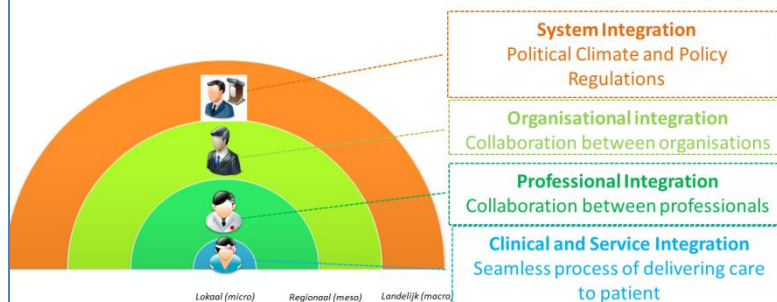 System Integration
Political Climate and Policy
Regulations
Organisational integration
Collaboration between organisations
Professional Integration
Collaboration between professionals
Clinical and Service Integration
Seamless process of delivering care
to patient
Lokaal (micro) Regionaal (meso) Landelijk (macro)